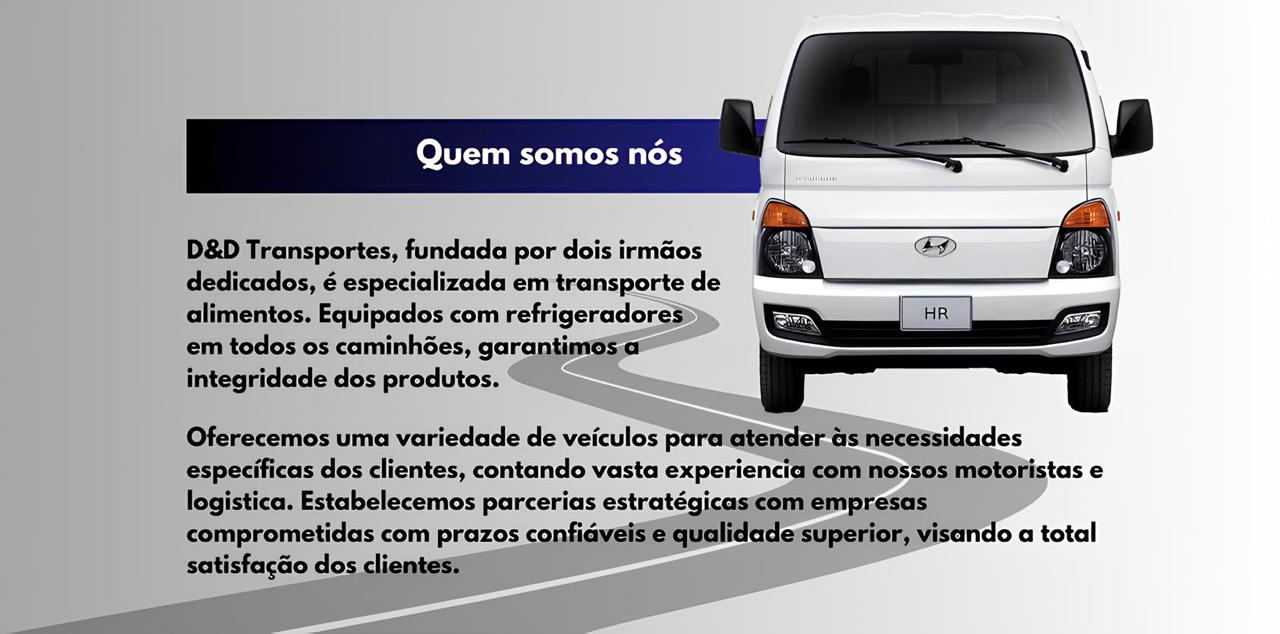 Quem somos nós
D&D Transportes, fundada por dois irmãos
dedicados, é especializada em transporte de
alimentos. Equipados com refrigeradores
em todos os caminhões, garantimos a
integridade dos produtos.
HR
Oferecemos uma variedade de veículos para atender às necessidades
específicas dos clientes, contando vasta experiencia com nossos motoristas e
logistica. Estabelecemos parcerias estratégicas com empresas
comprometidas com prazos confiáveis e qualidade superior, visando a total
satisfação dos clientes.